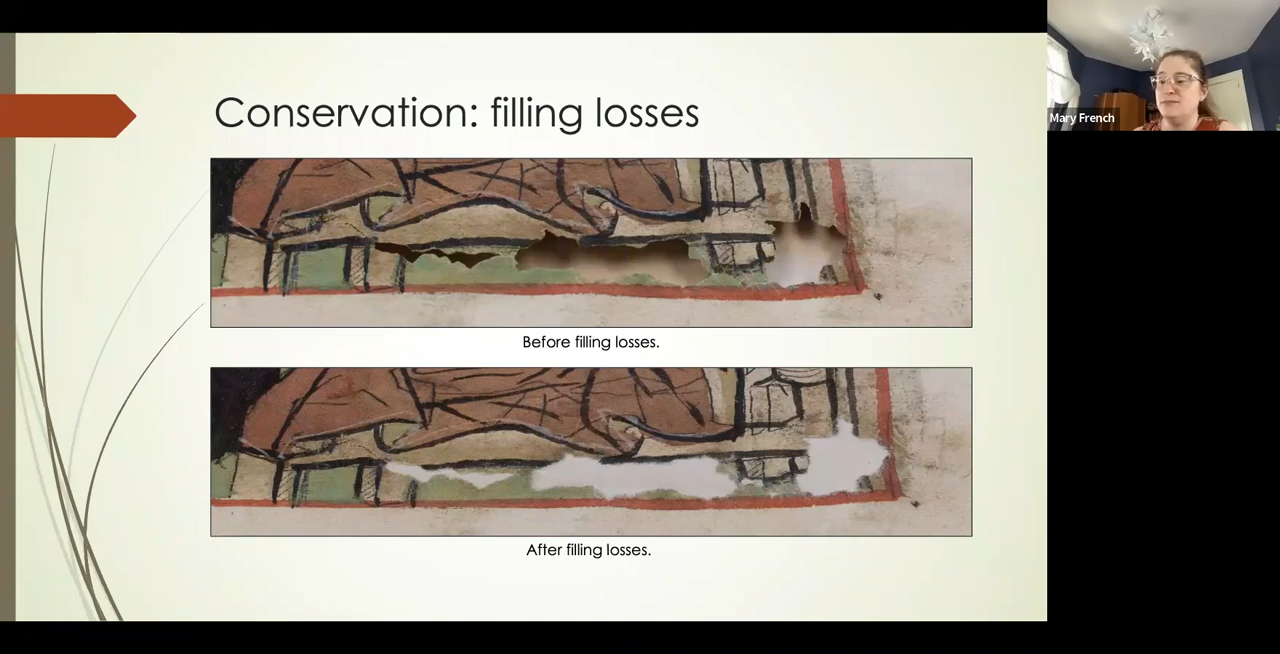 Conservation: filling losses
Mary French
Before filling losses.
After filling losses.